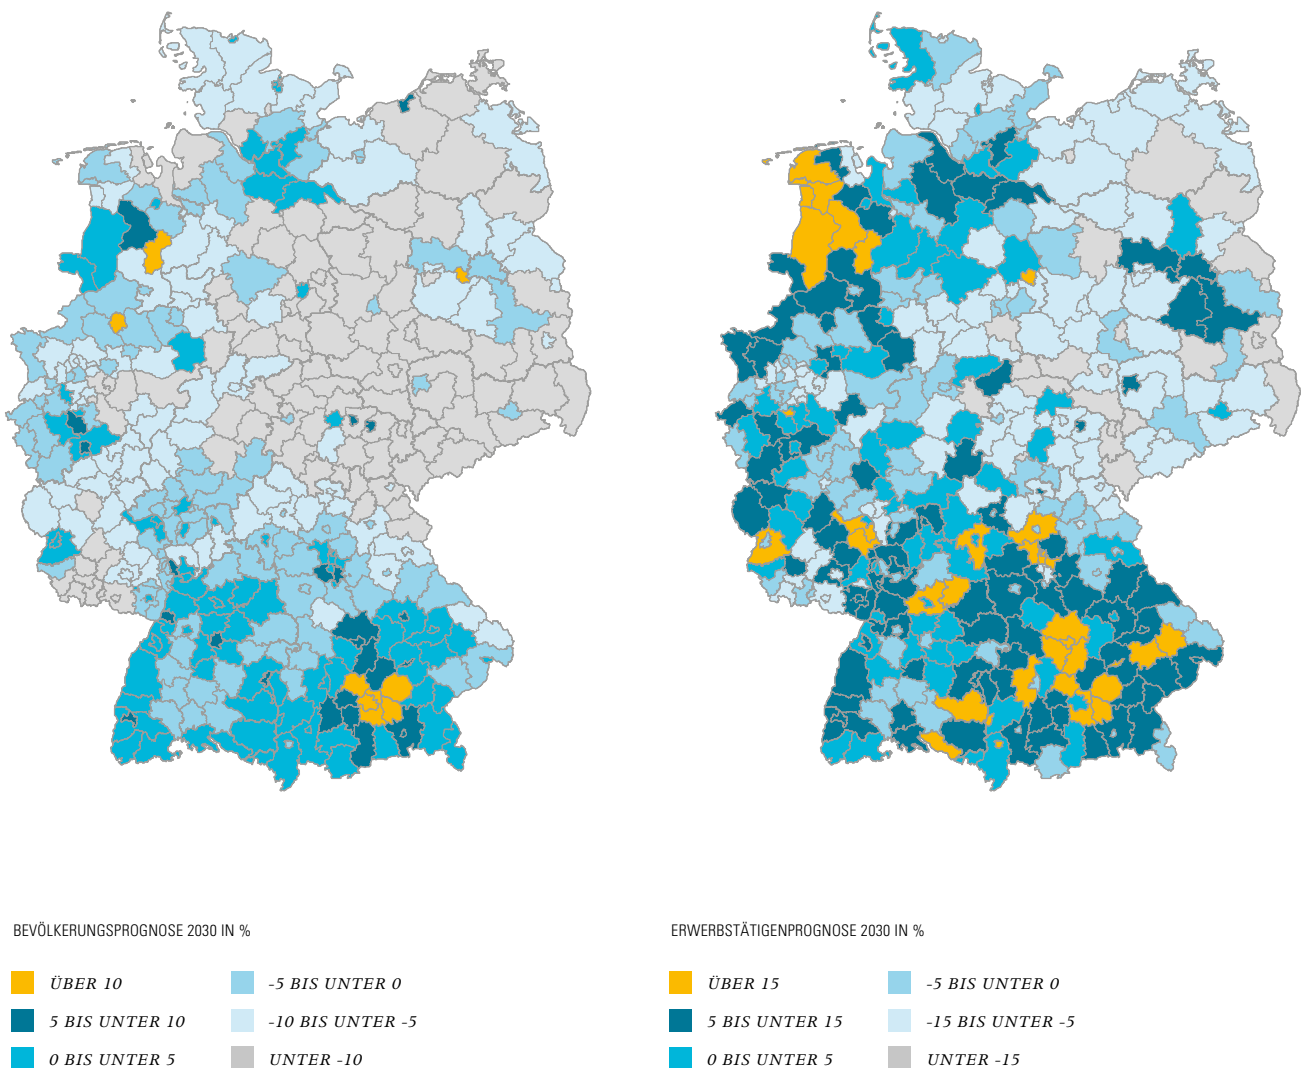 BEVÖLKERUNGSPROGNOSE 2030 IN %
ÜBER 10
5 BIS UNTER 10
0 BIS UNTER 5
-5 BIS UNTER 0
-10 BIS UNTER -5
UNTER -10
ERWERBSTÄTIGENPROGNOSE 2030 IN %
ÜBER 15
5 BIS UNTER 15
0 BIS UNTER 5
-5 BIS UNTER 0
-15 BIS UNTER -5
UNTER -15